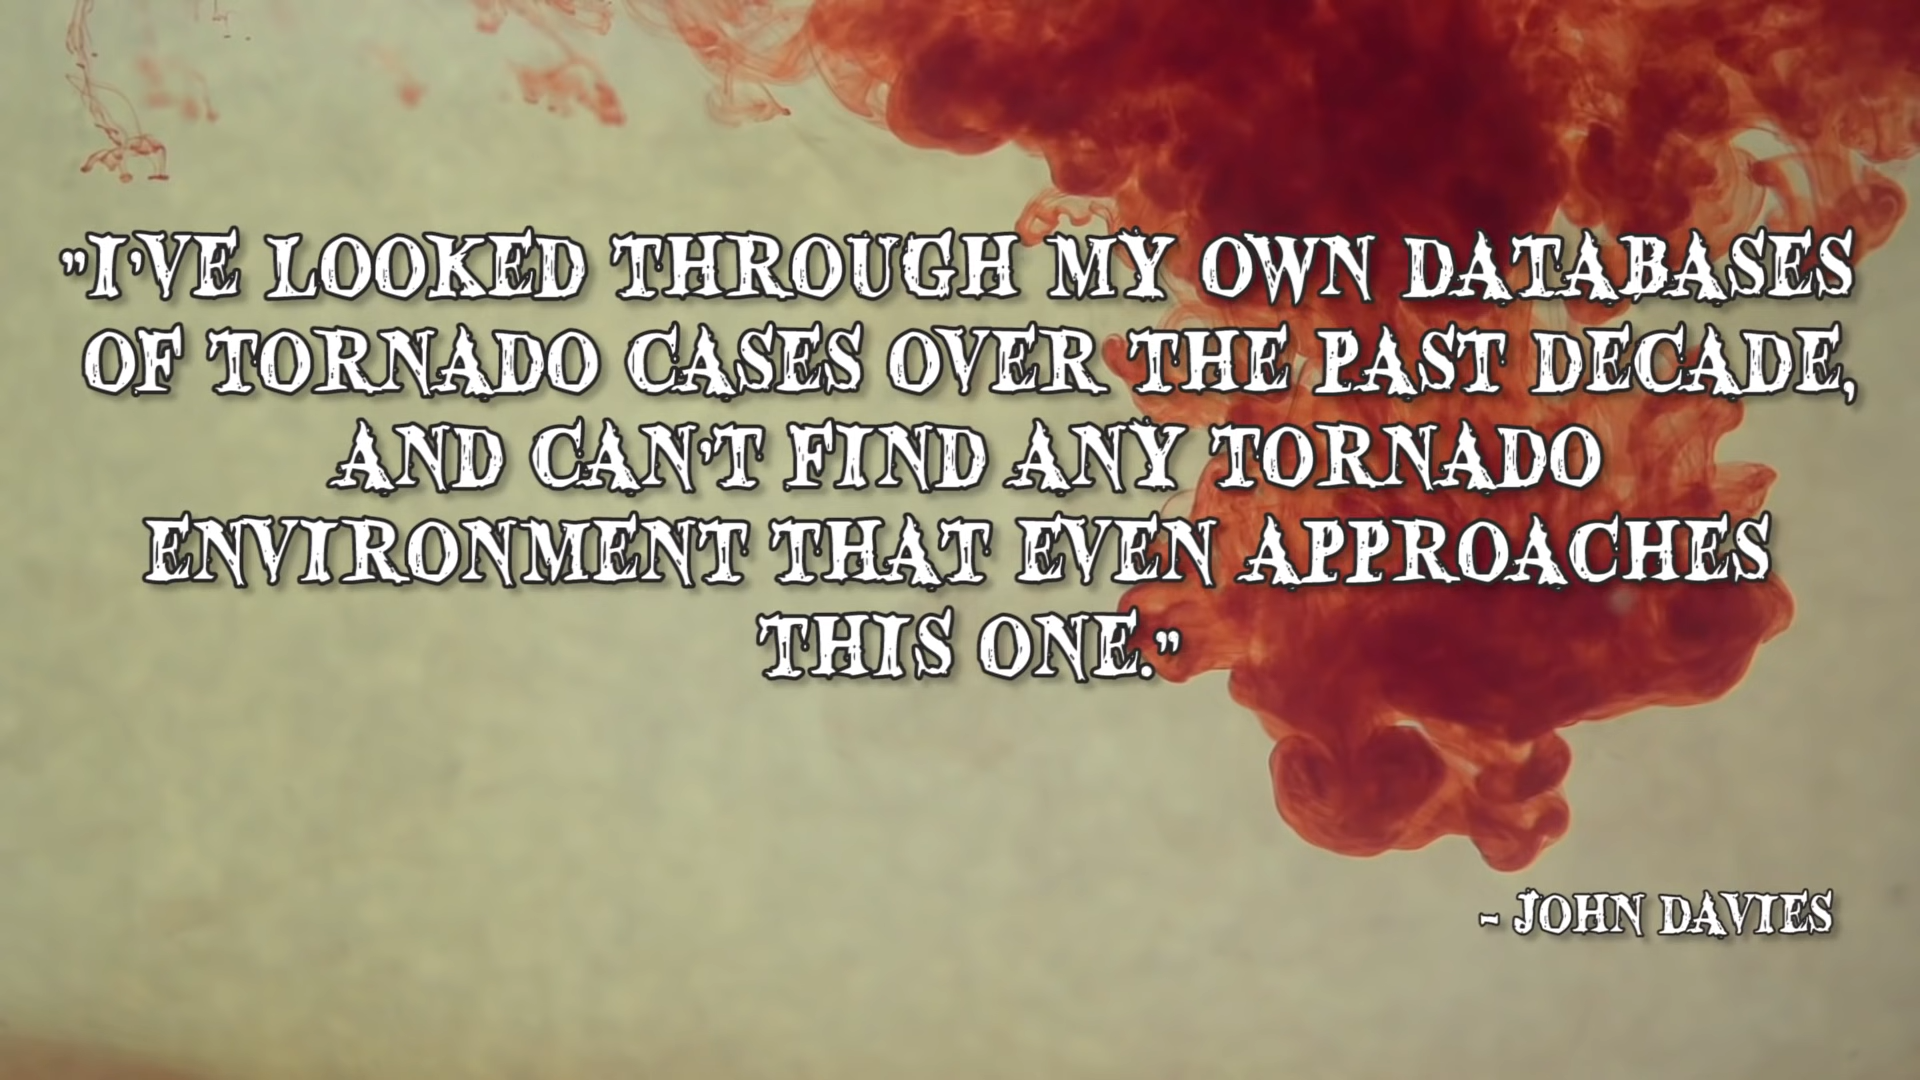 "I'VE LOOKED THROUGH MY OWN DATABASES
OF TORNADO CASES OVER THE PAST DECADE,
AND CAN'T FIND ANY TORNADO
ENVIRONMENT THAT EVEN APPROACHES
THIS ONE."
- JOHN DAVIES